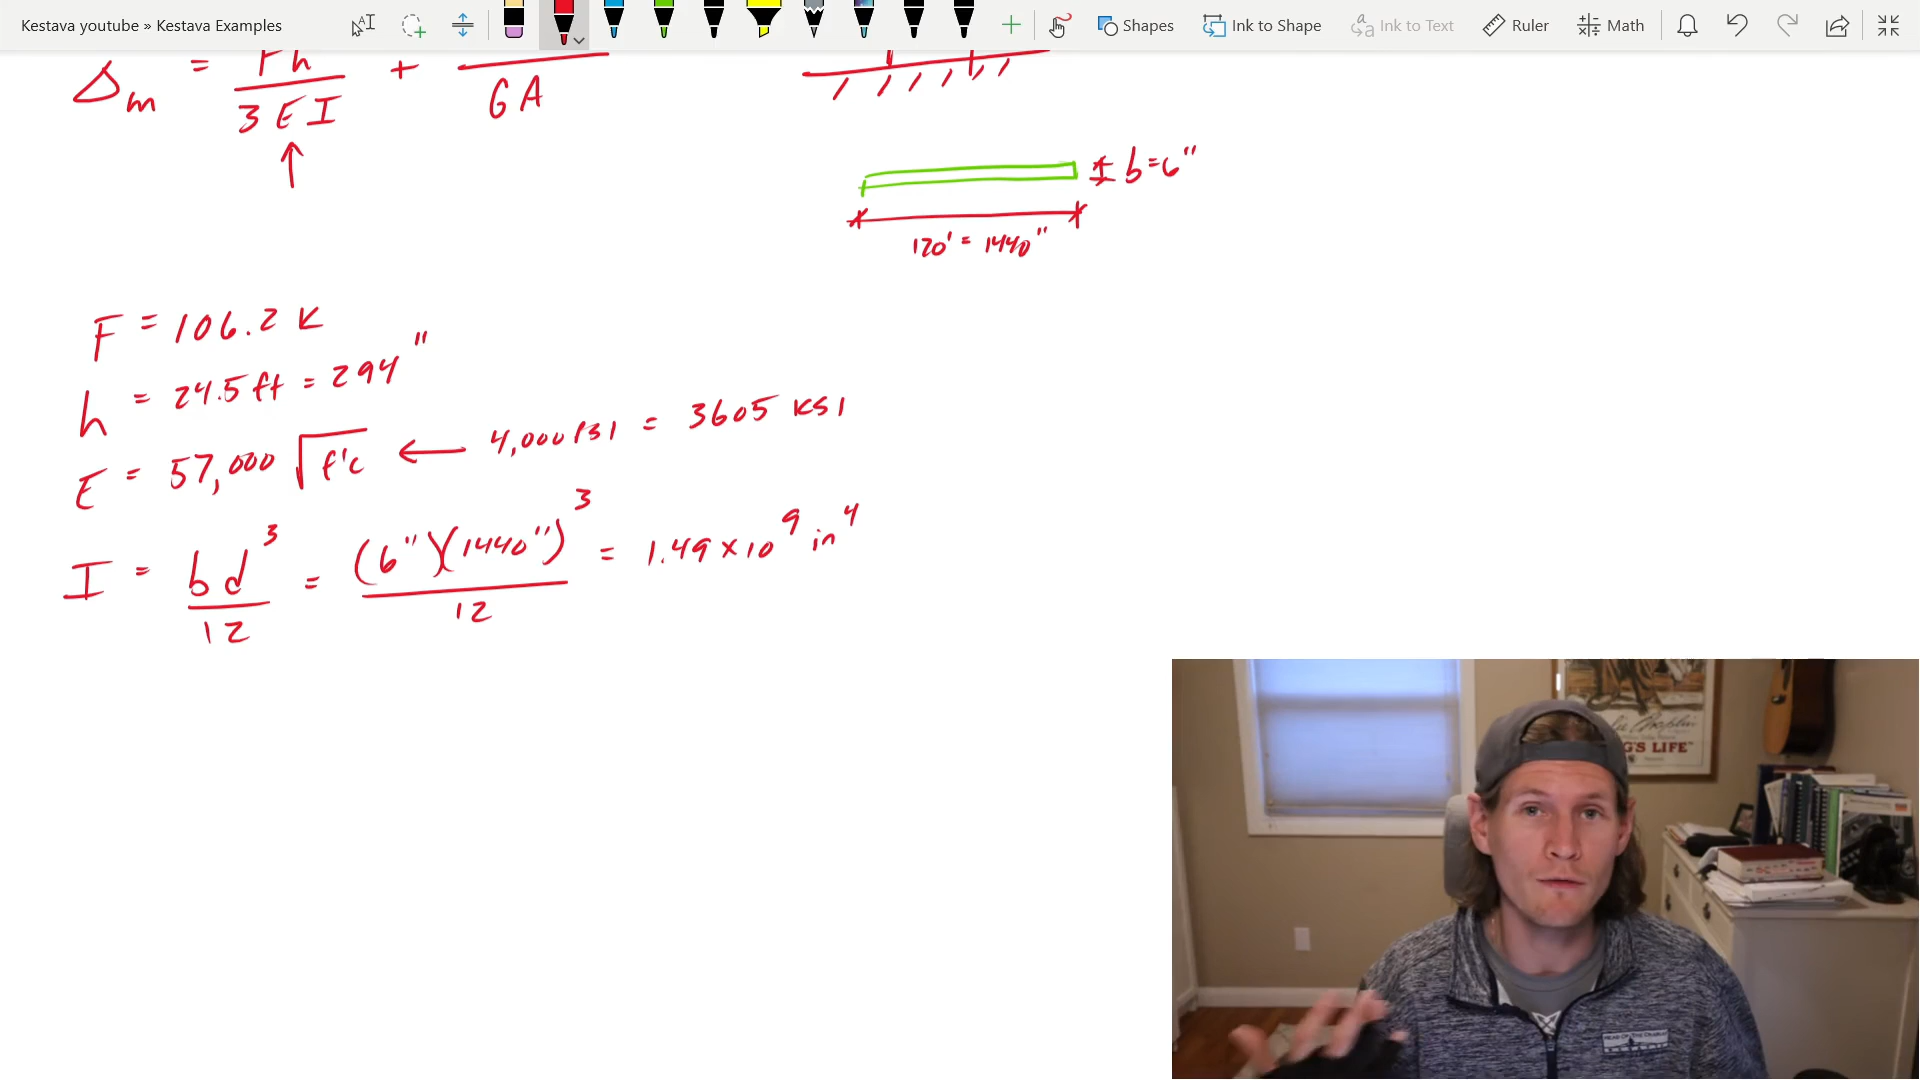 Kestava youtube » Kestava Examples
Shapes
Ink to Shape
Ink to Text
Ruler
Math
Δm = Fh / 3EI + / GA
b=6"
120' = 1440"
F = 106.2 K
h = 24.5 ft = 294"
E = 57,000 √f'c ← 4,000 PSI = 3605 KSI
I = bd³/12 = (6")(1440")³/12 = 1.49 × 10⁹ in⁴
G'S LIFE"